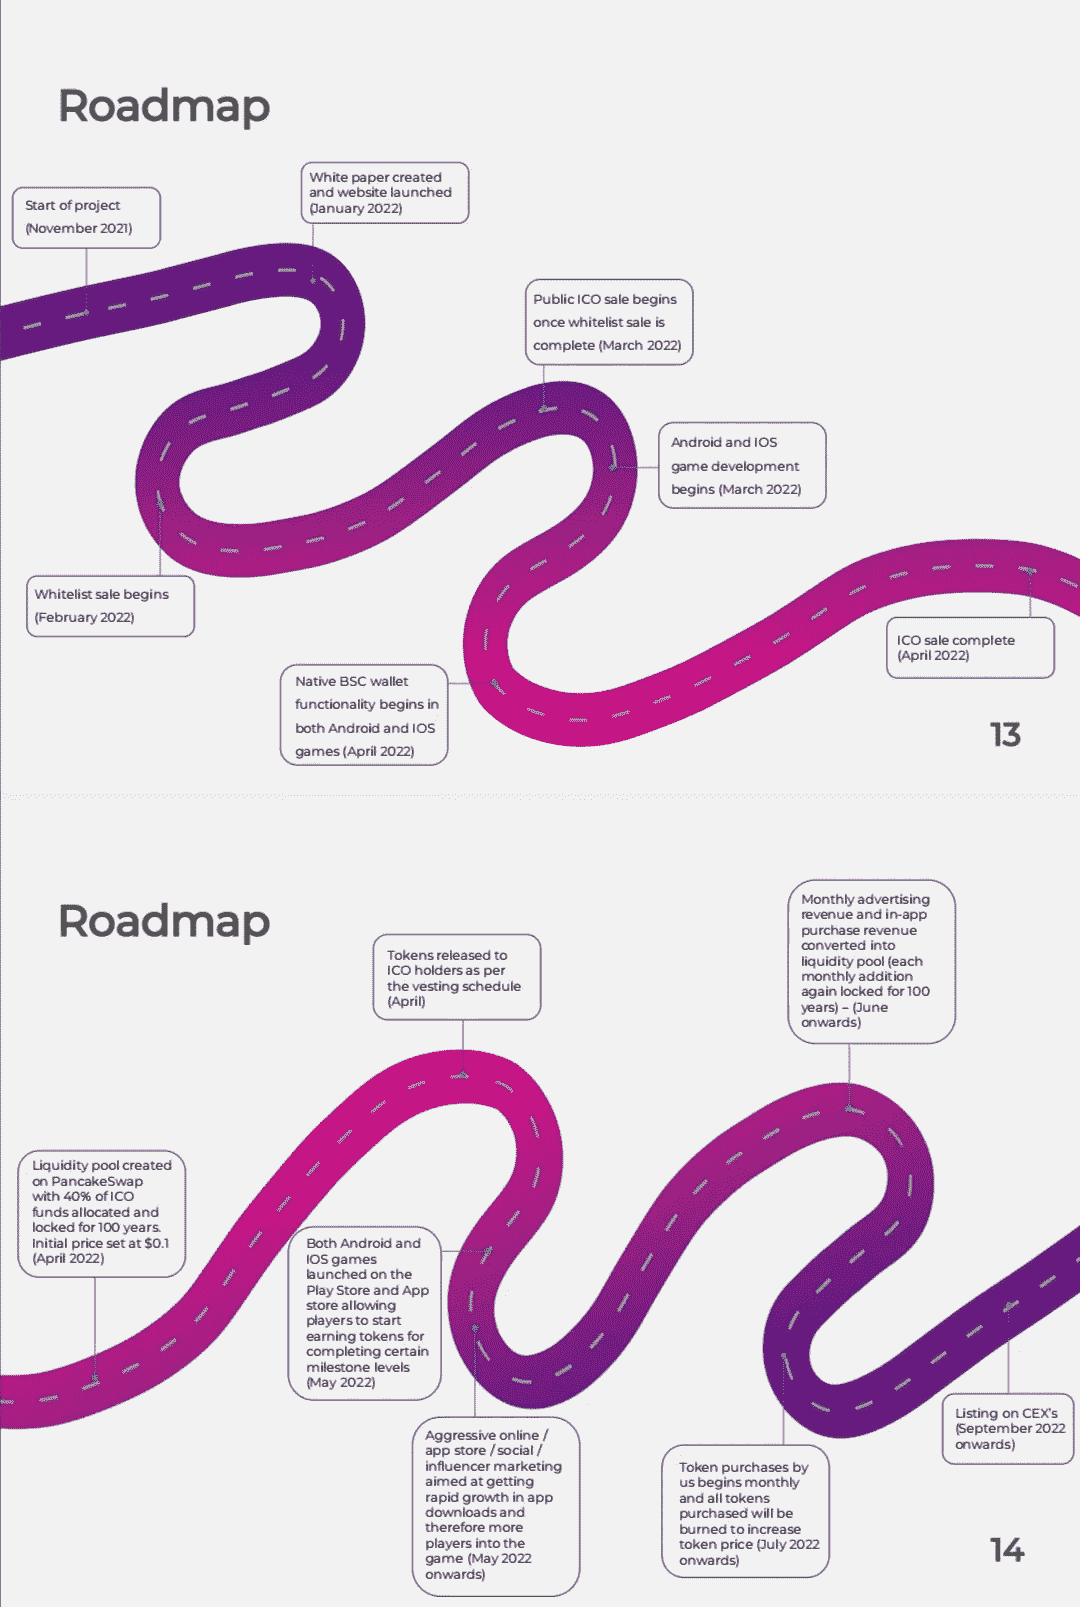 Roadmap
Start of project
(November 2021)
White paper created
and website launched
(January 2022)
Public ICO sale begins
once whitelist sale is
complete (March 2022)
Android and IOS
game development
begins (March 2022)
Whitelist sale begins
(February 2022)
ICO sale complete
(April 2022)
Native BSC wallet
functionality begins in
both Android and IOS
games (April 2022)
13
Roadmap
Monthly advertising
revenue and in-app
purchase revenue
converted into
liquidity pool (each
monthly addition
again locked for 100
years) – (June
onwards)
Tokens released to
ICO holders as per
the vesting schedule
(April)
Liquidity pool created
on PancakeSwap
with 40% of ICO
funds allocated and
locked for 100 years.
Initial price set at $0.1
(April 2022)
Both Android and
IOS games
launched on the
Play Store and App
store allowing
players to start
earning tokens for
completing certain
milestone levels
(May 2022)
Listing on CEX's
(September 2022
onwards)
Aggressive online /
app store / social /
influencer marketing
aimed at getting
rapid growth in app
downloads and
therefore more
players into the
game (May 2022
onwards)
Token purchases by
us begins monthly
and all tokens
purchased will be
burned to increase
token price (July 2022
onwards)
14